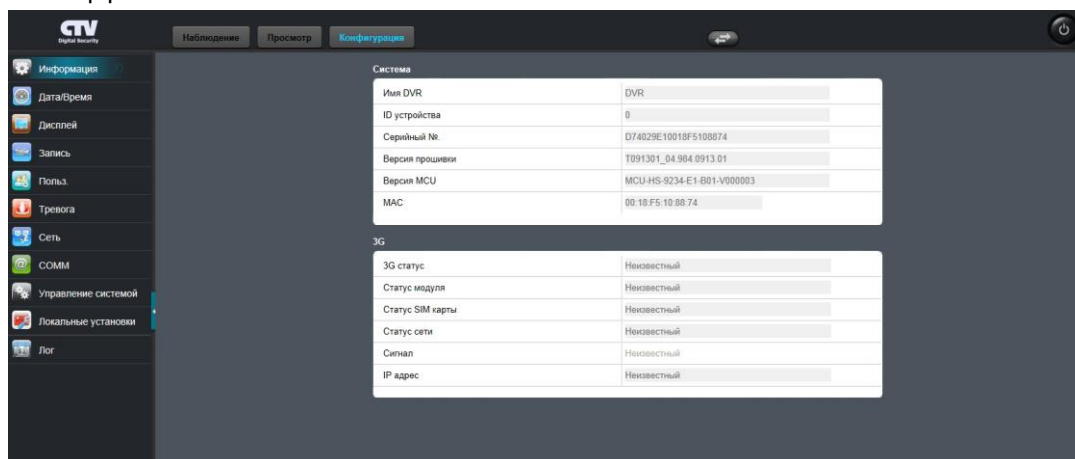 CTV
Digital Security
Наблюдение Просмотр Конфигурация
Информация
Дата/Время
Дисплей
Запись
Польз.
Тревога
Сеть
COMM
Управление системой
Локальные установки
Лог
Система
Имя DVR DVR
ID устройства 0
Серийный №. D74029E10018F5108874
Версия прошивки T091301_04.984.0913.01
Версия MCU MCU-HS-9234-E1-B01-V000003
MAC 00:18:F5:10:88:74
3G
3G статус Неизвестный
Статус модуля Неизвестный
Статус SIM карты Неизвестный
Статус сети Неизвестный
Сигнал Неизвестный
IP адрес Неизвестный